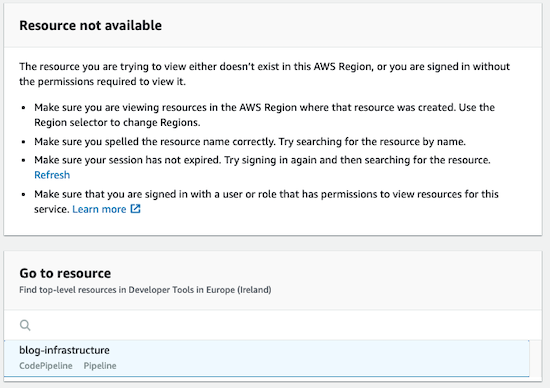 Resource not available
The resource you are trying to view either doesn't exist in this AWS Region, or you are signed in without
the permissions required to view it.
• Make sure you are viewing resources in the AWS Region where that resource was created. Use the
Region selector to change Regions.
• Make sure you spelled the resource name correctly. Try searching for the resource by name.
• Make sure your session has not expired. Try signing in again and then searching for the resource.
Refresh
• Make sure that you are signed in with a user or role that has permissions to view resources for this
service. Learn more
Go to resource
Find top-level resources in Developer Tools in Europe (Ireland)
blog-infrastructure
CodePipeline Pipeline